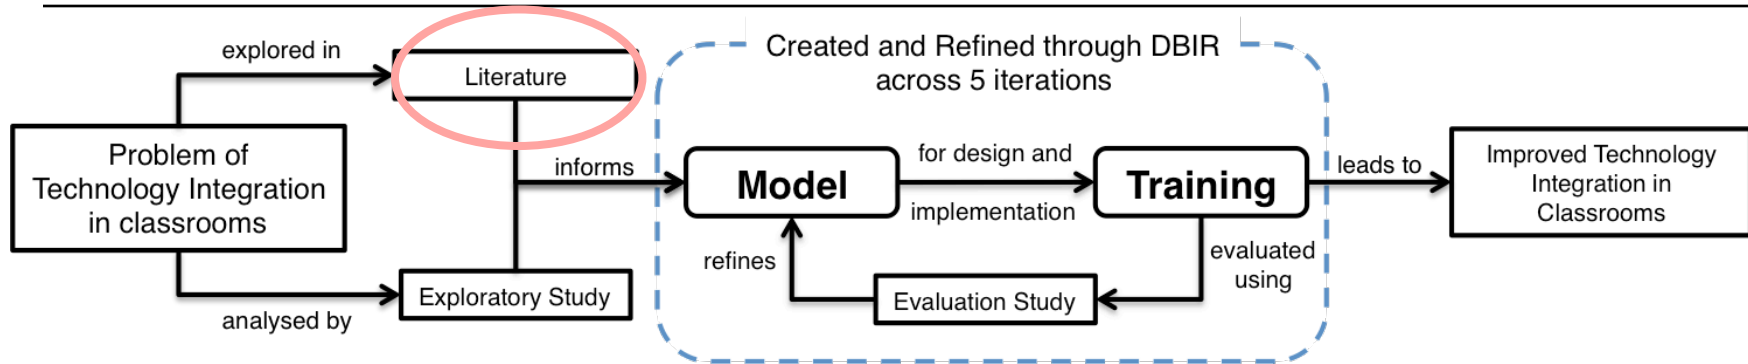 explored in
Literature
Problem of
Technology Integration
in classrooms
analysed by
Exploratory Study
informs
Created and Refined through DBIR
across 5 iterations
Model
for design and
implementation
Training
refines
Evaluation Study
evaluated
using
leads to
Improved Technology
Integration in
Classrooms